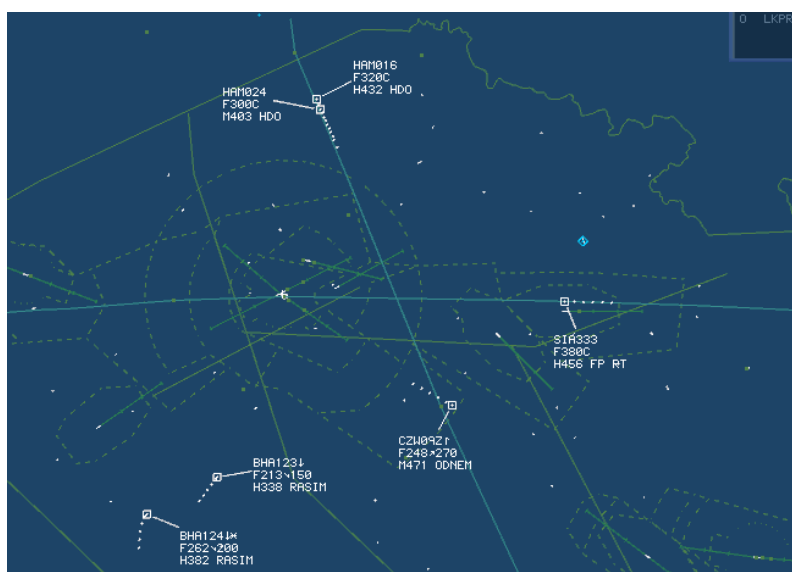 O LKPR
HAM016
F320C
H432 HDO
HAM024
F300C
M403 HDO
SIA333
F380C
H456 FP RT
CZW09Z↑
F248↗270
M471 ODNEM
BHA123↓
F213↘150
H338 RASIM
BHA124↓*
F262↘200
H382 RASIM